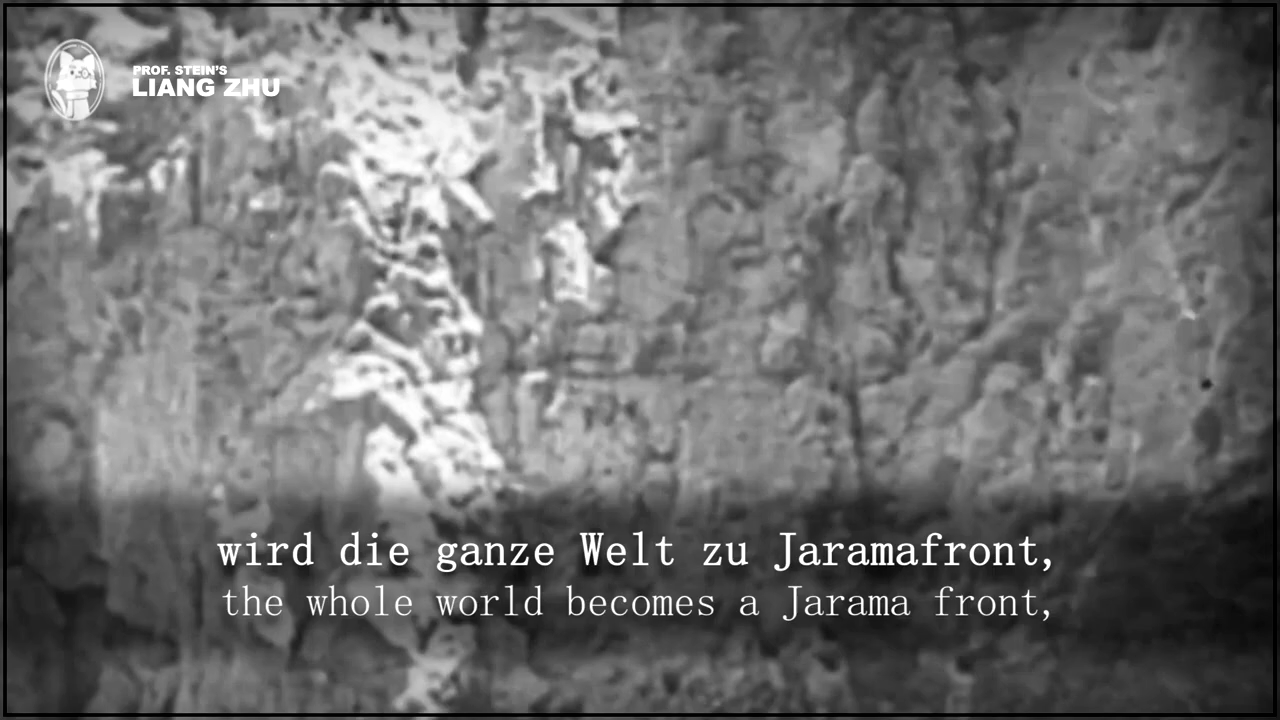 PROF. STEIN'S
LIANG ZHU
wird die ganze Welt zu Jaramafront,
the whole world becomes a Jarama front,